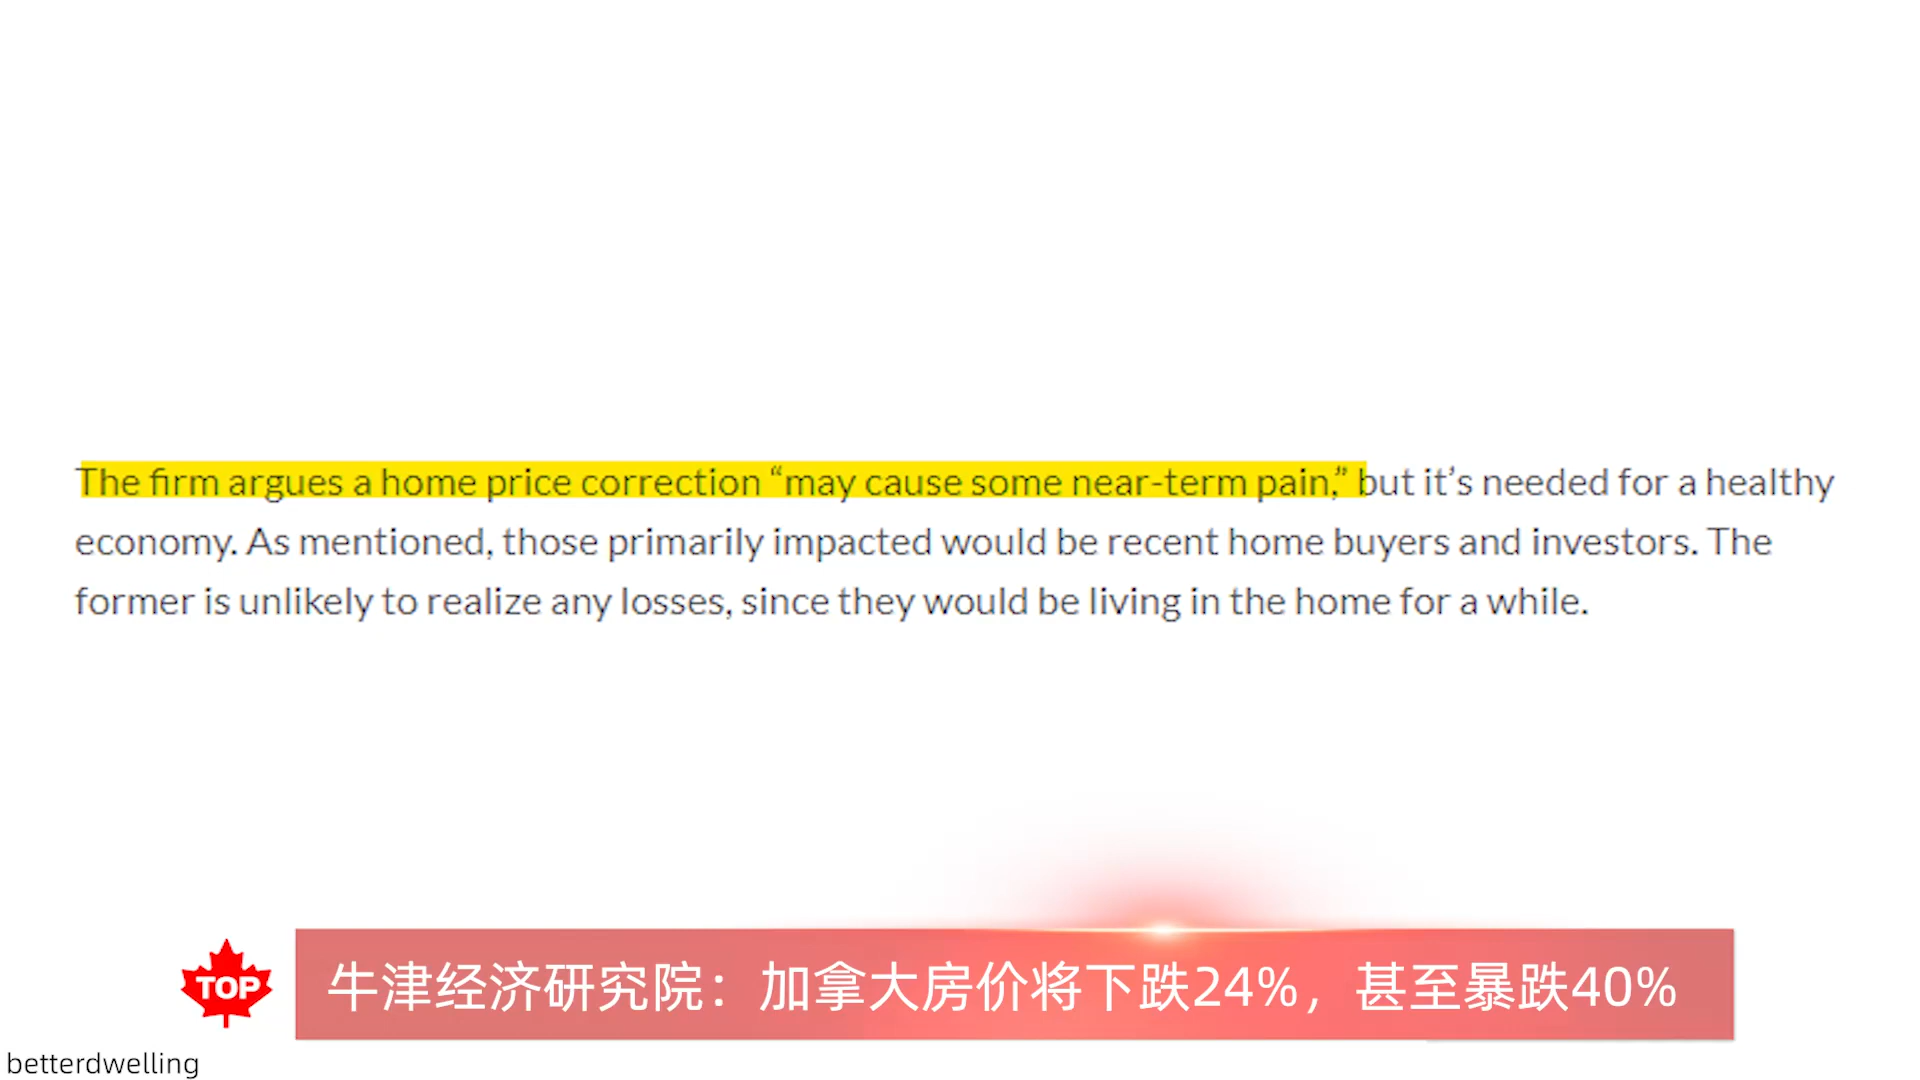 The firm argues a home price correction “may cause some near-term pain,” but it’s needed for a healthy
economy. As mentioned, those primarily impacted would be recent home buyers and investors. The
former is unlikely to realize any losses, since they would be living in the home for a while.
TOP
牛津经济研究院：加拿大房价将下跌24%，甚至暴跌40%
betterdwelling